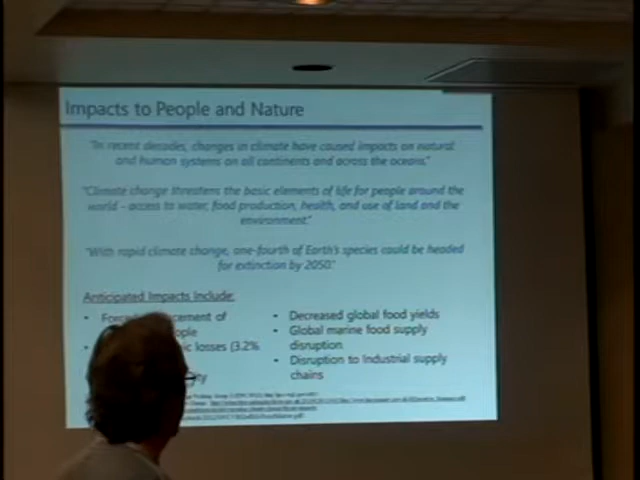 Impacts to People and Nature
"In recent decades, changes in climate have caused impacts on natural
and human systems on all continents and across the oceans."
"Climate change threatens the basic elements of life for people around the
world – access to water, food production, health, and use of land and the
environment."
"With rapid climate change, one-fourth of Earth's species could be headed
for extinction by 2050."
Anticipated Impacts Include:
• of
•
• losses (3.2%
• Decreased global food yields
• Global marine food supply
disruption
• Disruption to Industrial supply
chains